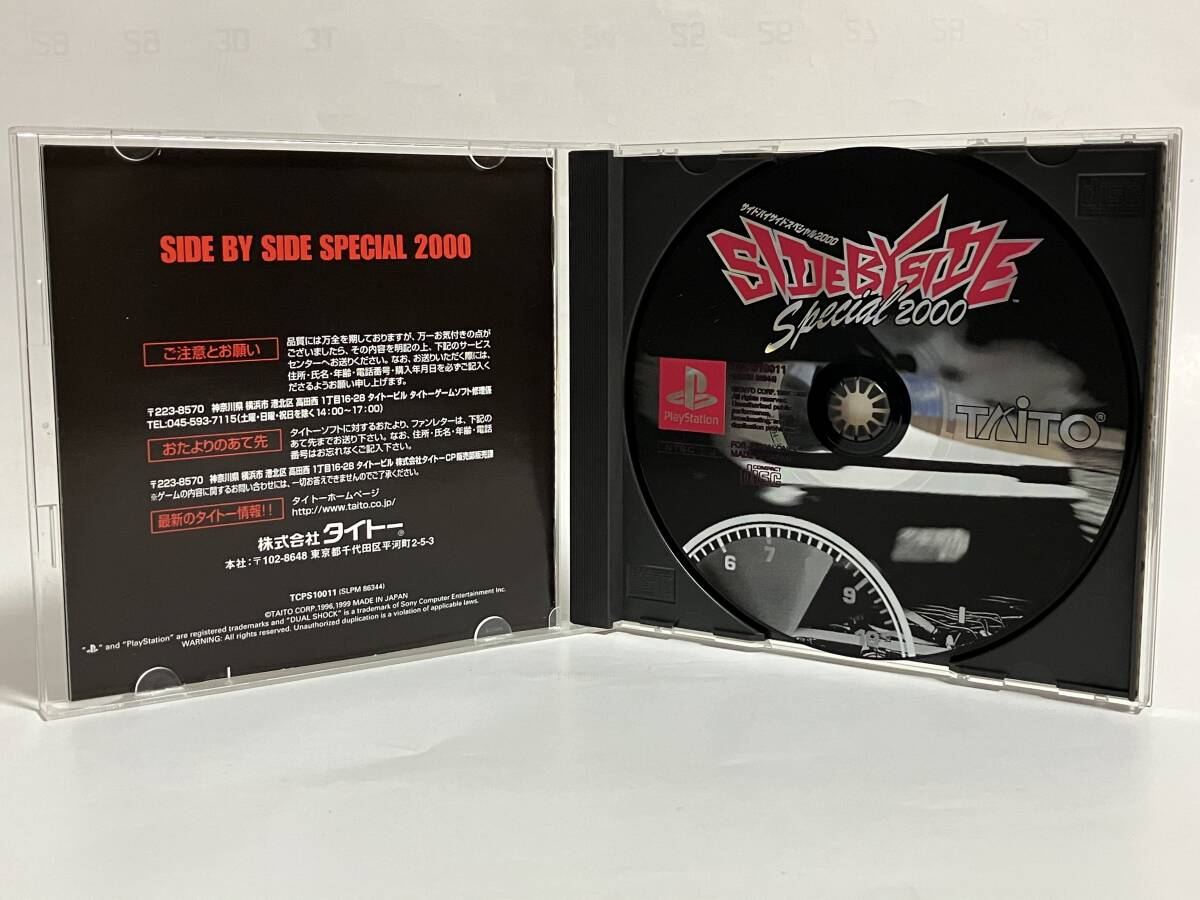 SIDE BY SIDE SPECIAL 2000
ご注意とお願い
品質には万全を期しておりますが、万一お気付きの点が
ございましたら、その内容を明記の上、下記のサービス
センターへお送りください。なお、お送りいただく際には、
住所・氏名・年齢・電話番号・購入年月日を必ずご記入く
ださるようお願い申し上げます。
〒223-8570 神奈川県 横浜市 港北区 高田西 1丁目16-28 タイトービル タイトーゲームソフト修理係
TEL:045-593-7115(土曜・日曜・祝日を除く14:00~17:00)
おたよりのあて先
タイトーソフトに対するおたより、ファンレターは、下記の
あて先までお送り下さい。なお、住所・氏名・年齢・電話
番号はお忘れなくご記入下さい。
〒223-8570 神奈川県 横浜市 港北区 高田西1丁目16-28 タイトービル 株式会社タイトーCP販売部販売課
※ゲームの内容に関するお問い合わせには、一切お答えできませんのでご了承ください。
最新のタイトー情報!!
タイトーホームページ
http://www.taito.co.jp/
株式会社 タイトー®
本社:〒102-8648 東京都千代田区平河町2-5-3
TCPS10011 (SLPM 86344)
©TAITO CORP.1996,1999 MADE IN JAPAN
"PS" and "PlayStation" are registered trademarks and "DUAL SHOCK" is a trademark of Sony Computer Entertainment Inc.
WARNING: All rights reserved. Unauthorized duplication is a violation of applicable laws.
サイドバイサイドスペシャル2000
SIDE BY SIDE™
Special 2000
PlayStation
TAITO®
All rights reserved.
Unauthorized
COMPACT
DISC
6 7
9
10